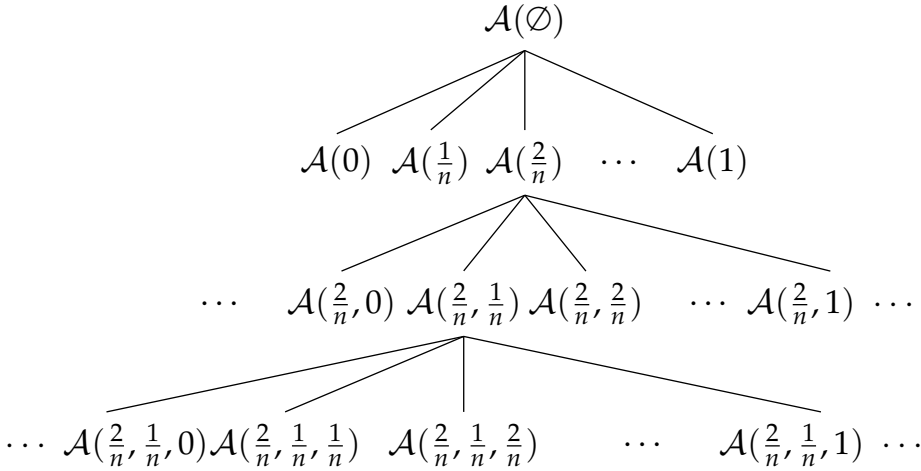 𝒜(∅)
𝒜(0) 𝒜(1/n) 𝒜(2/n) ⋯ 𝒜(1)
⋯ 𝒜(2/n, 0) 𝒜(2/n, 1/n) 𝒜(2/n, 2/n) ⋯ 𝒜(2/n, 1) ⋯
⋯ 𝒜(2/n, 1/n, 0) 𝒜(2/n, 1/n, 1/n) 𝒜(2/n, 1/n, 2/n) ⋯ 𝒜(2/n, 1/n, 1) ⋯